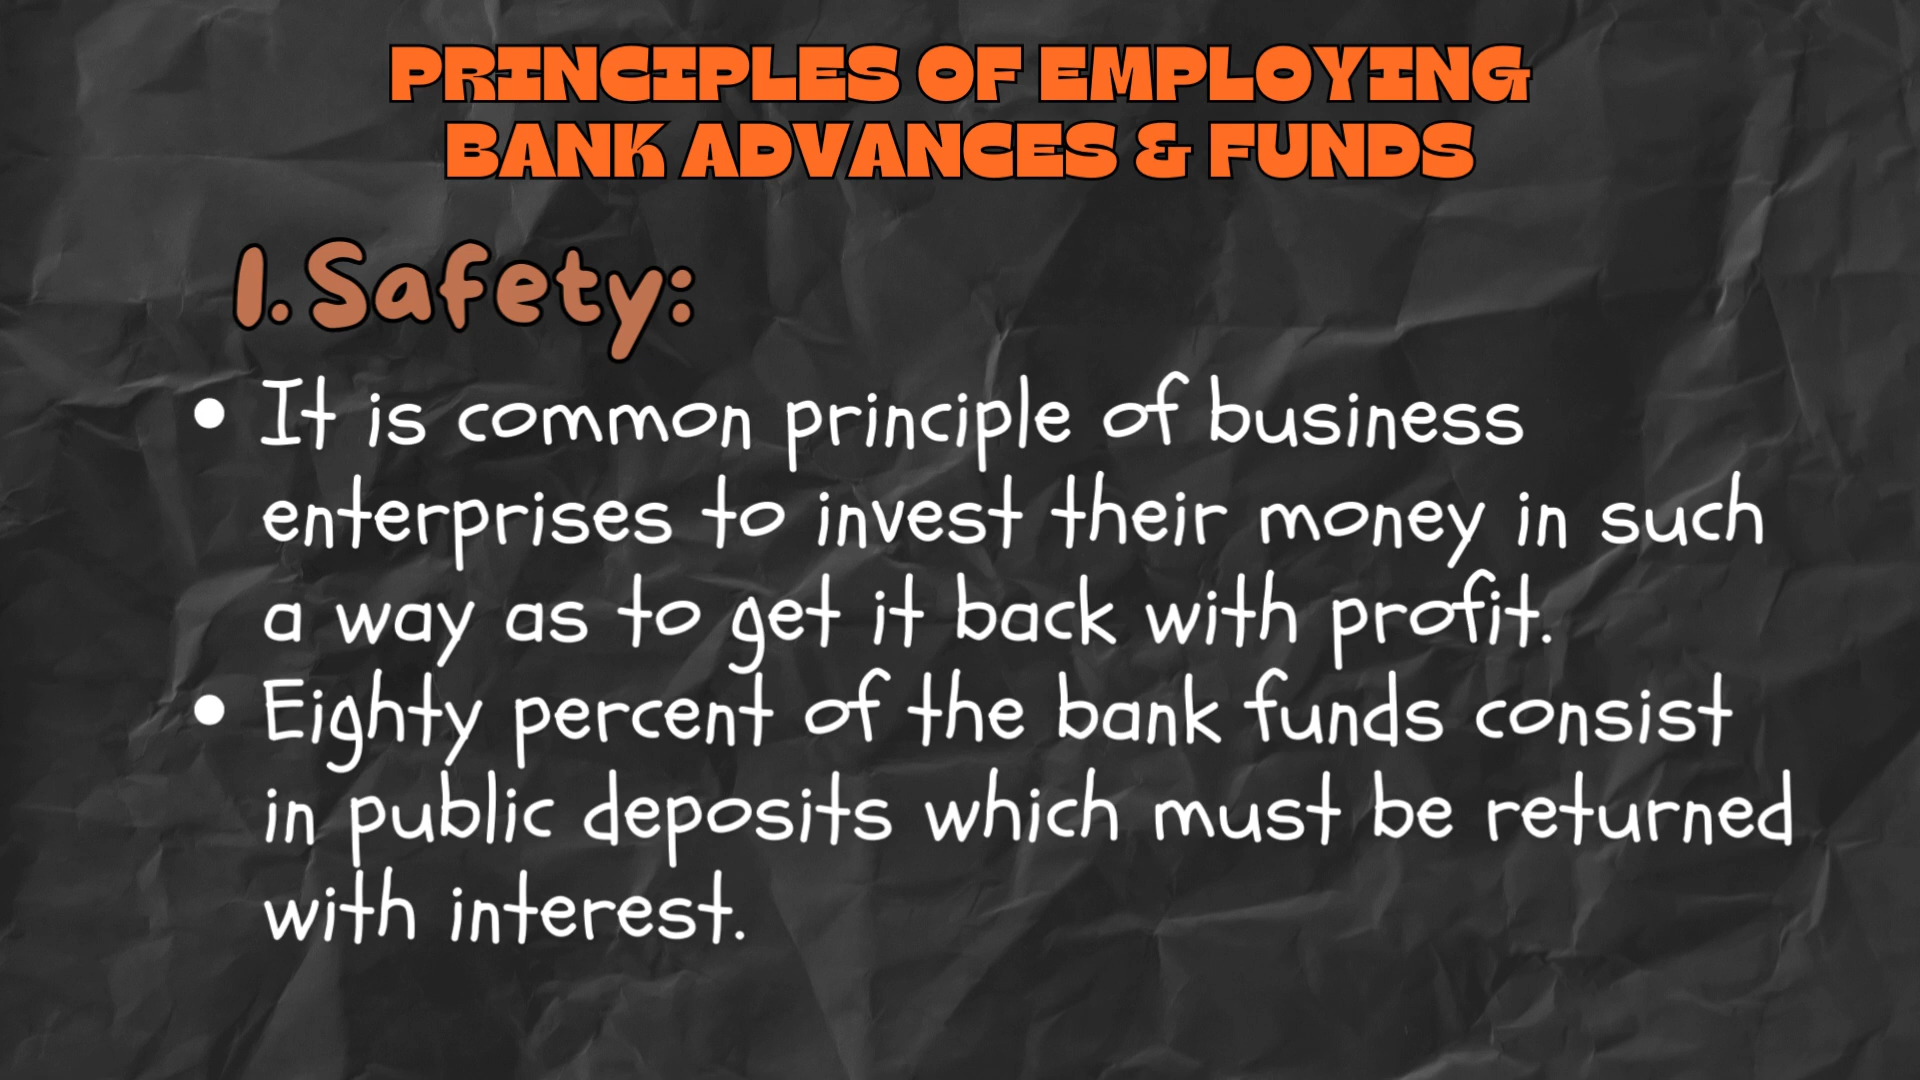 PRINCIPLES OF EMPLOYING
BANK ADVANCES & FUNDS
1. Safety:
• It is common principle of business
enterprises to invest their money in such
a way as to get it back with profit.
• Eighty percent of the bank funds consist
in public deposits which must be returned
with interest.